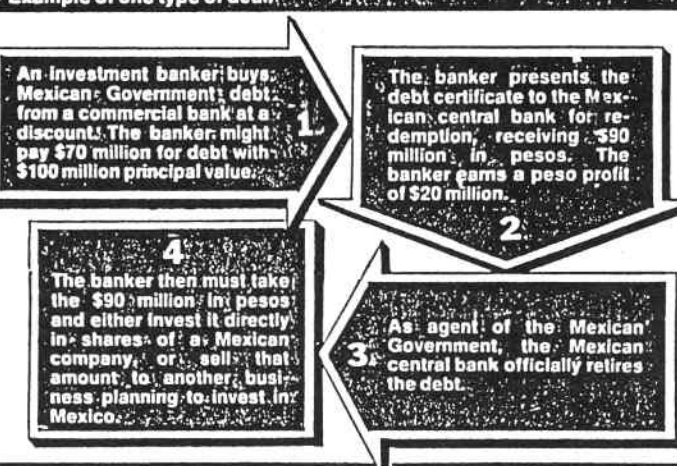 Example of one type of deal
An investment banker buys
Mexican Government debt
from a commercial bank at a
discount. The banker might
pay $70 million for debt with
$100 million principal value.
1.
The banker presents the
debt certificate to the Mex-
ican central bank for re-
demption, receiving $90
million in pesos. The
banker earns a peso profit
of $20 million.
2
3.
As agent of the Mexican
Government, the Mexican
central bank officially retires
the debt.
4
The banker then must take
the $90 million in pesos
and either invest it directly
in shares of a Mexican
company, or sell that
amount to another busi-
ness planning to invest in
Mexico.